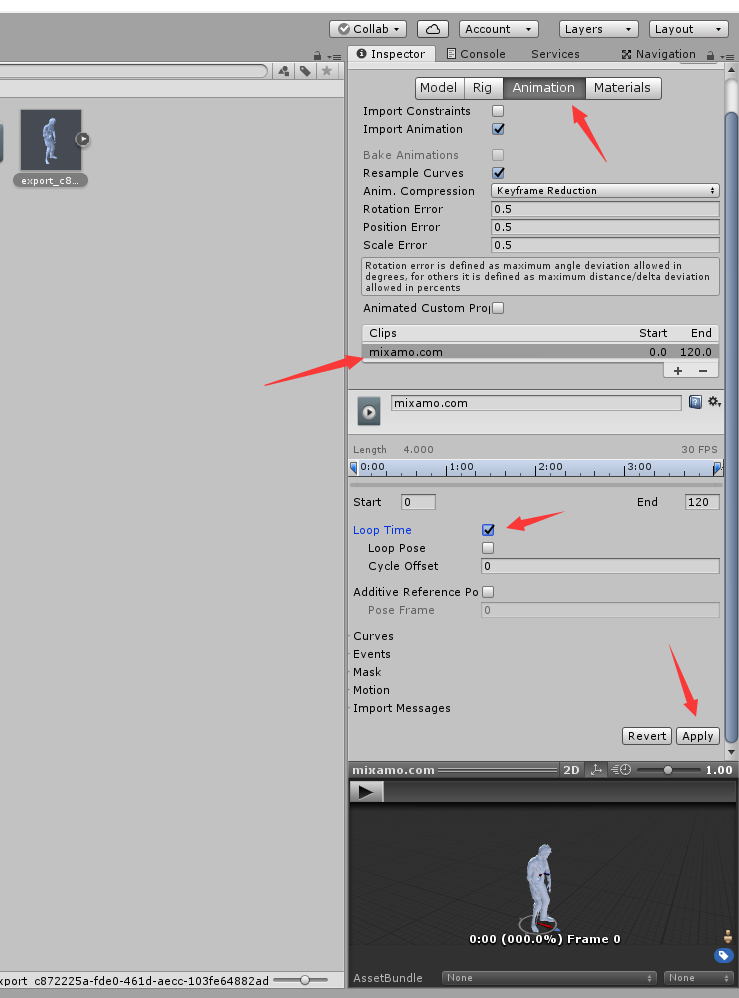 Collab
Account
Layers
Layout
Inspector
Console
Services
Navigation
Model
Rig
Animation
Materials
Import Constraints
Import Animation
Bake Animations
Resample Curves
Anim. Compression
Keyframe Reduction
Rotation Error
0.5
Position Error
0.5
Scale Error
0.5
Rotation error is defined as maximum angle deviation allowed in
degrees, for others it is defined as maximum distance/delta deviation
allowed in percents
Animated Custom Pro
Clips Start End
mixamo.com 0.0 120.0
+ −
export_c8...
mixamo.com
Length 4.000 30 FPS
0:00 1:00 2:00 3:00
Start 0 End 120
Loop Time
Loop Pose
Cycle Offset 0
Additive Reference Po
Pose Frame 0
Curves
Events
Mask
Motion
Import Messages
Revert Apply
mixamo.com 2D 1.00
0:00 (000.0%) Frame 0
xport_c872225a-fde0-461d-aecc-103fe64882ad
AssetBundle None None